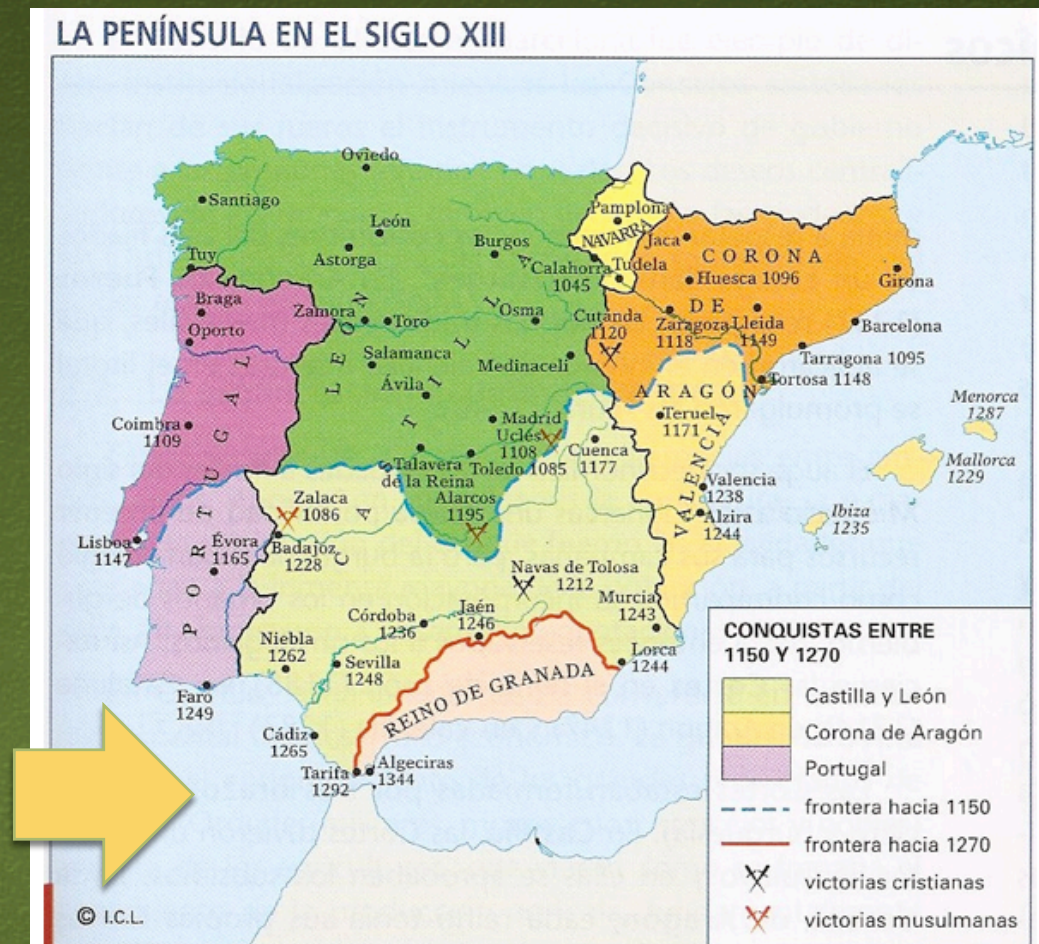 LA PENÍNSULA EN EL SIGLO XIII
Oviedo
Santiago
León
Astorga
Tuy
Burgos
Pamplona
NAVARRA
Jaca
CORONA
Calahorra
1045
Tudela
Huesca 1096
Girona
Braga
Oporto
Zamora
Toro
Osma
Cutanda
1120
DE
Zaragoza
1118
Lleida
1149
Barcelona
LEÓN
CASTILLA
Salamanca
Medinaceli
Tarragona 1095
Tortosa 1148
Ávila
ARAGÓN
Menorca
1287
PORTUGAL
Coimbra
1109
Madrid
Uclés
1108
Teruel
1171
Cuenca
1177
VALENCIA
Mallorca
1229
Talavera
de la Reina
Toledo 1085
Zalaca
1086
Alarcos
1195
Valencia
1238
Alzira
1244
Ibiza
1235
Lisboa
1147
Évora
1165
Badajoz
1228
Navas de Tolosa
1212
Murcia
1243
Córdoba
1236
Jaén
1246
Niebla
1262
Sevilla
1248
Lorca
1244
REINO DE GRANADA
Faro
1249
Cádiz
1265
Tarifa
1292
Algeciras
1344
CONQUISTAS ENTRE
1150 Y 1270
Castilla y León
Corona de Aragón
Portugal
frontera hacia 1150
frontera hacia 1270
victorias cristianas
victorias musulmanas
© I.C.L.